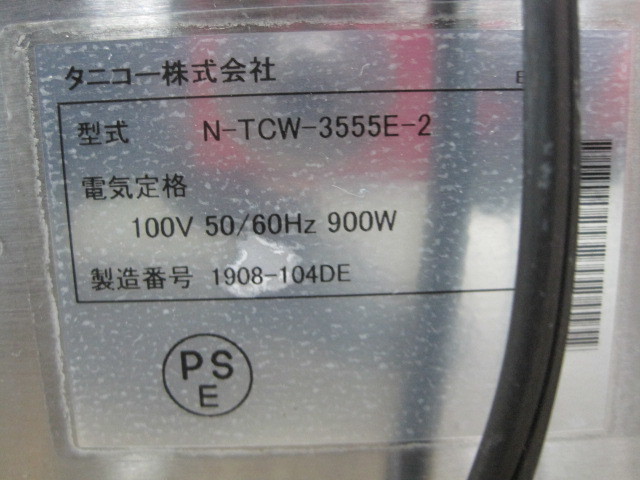 タニコー株式会社
型式 N-TCW-3555E-2
電気定格
100V 50/60Hz 900W
製造番号 1908-104DE
PS
E